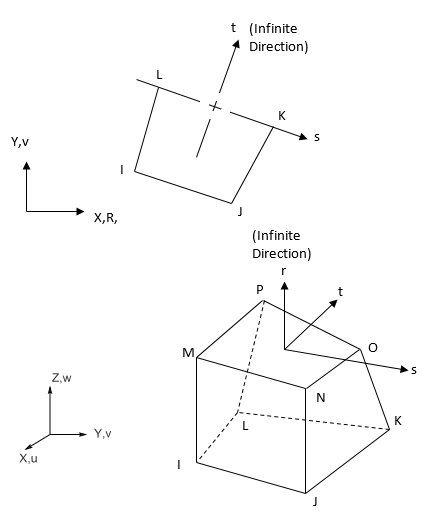 t (Infinite
Direction)
L
K
s
Y,v
I
J
X,R,
(Infinite
Direction)
r
P
t
M
O
s
N
Z,w
K
L
Y,v
X,u
I
J